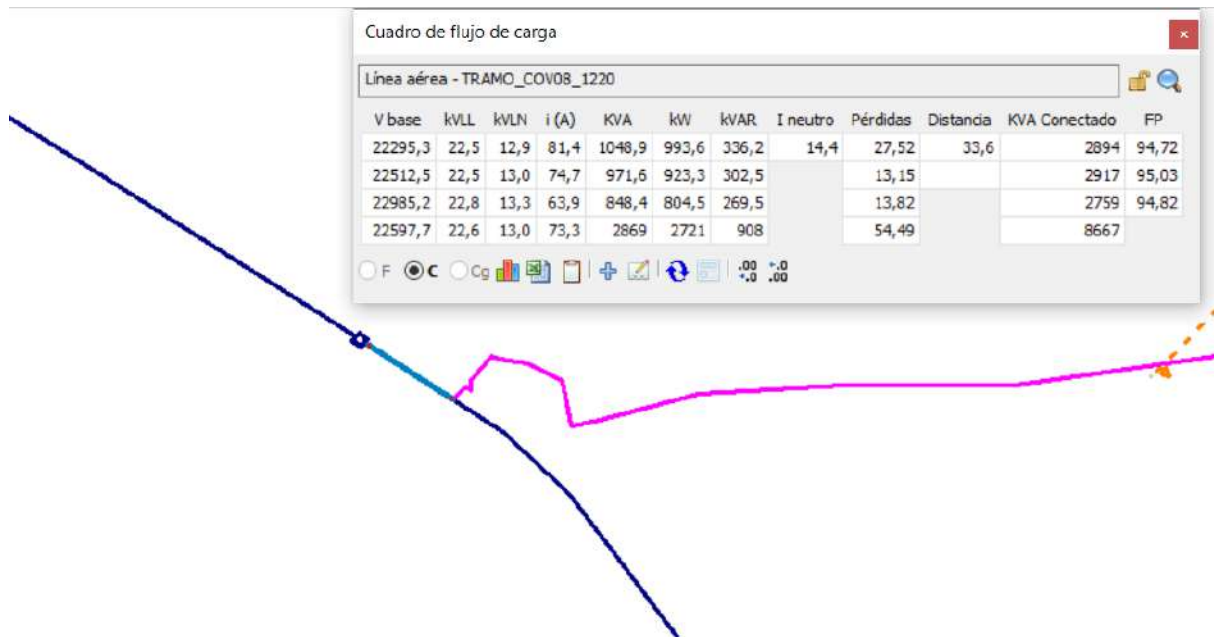 Cuadro de flujo de carga
Línea aérea - TRAMO_COV08_1220
V base kVLL kVLN i (A) KVA kW kVAR I neutro Pérdidas Distancia KVA Conectado FP
22295,3 22,5 12,9 81,4 1048,9 993,6 336,2 14,4 27,52 33,6 2894 94,72
22512,5 22,5 13,0 74,7 971,6 923,3 302,5 13,15 2917 95,03
22985,2 22,8 13,3 63,9 848,4 804,5 269,5 13,82 2759 94,82
22597,7 22,6 13,0 73,3 2869 2721 908 54,49 8667
F C Cg .00 +.0 +.0 .00